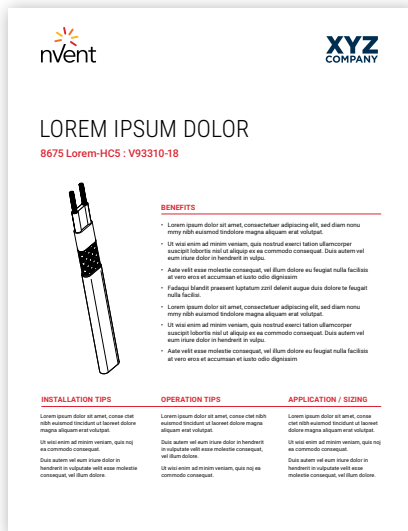 nVent
XYZ
COMPANY
LOREM IPSUM DOLOR
8675 Lorem-HC5 : V93310-18
BENEFITS
• Lorem ipsum dolor sit amet, consectetuer adipiscing elit, sed diam nonu
mmy nibh euismod tindolore magna aliquam erat volutpat.
• Ut wisi enim ad minim veniam, quis nostrud exerci tation ullamcorper
suscipit lobortis nisl ut aliquip ex ea commodo consequat. Duis autem vel
eum iriure dolor in hendrerit in vulpu.
• Aate velit esse molestie consequat, vel illum dolore eu feugiat nulla facilisis
at vero eros et accumsan et iusto odio dignissim
• Fadaqui blandit praesent luptatum zzril delenit augue duis dolore te feugait
nulla facilisi.
• Lorem ipsum dolor sit amet, consectetuer adipiscing elit, sed diam nonu
mmy nibh euismod tindolore magna aliquam erat volutpat.
• Ut wisi enim ad minim veniam, quis nostrud exerci tation ullamcorper
suscipit lobortis nisl ut aliquip ex ea commodo consequat. Duis autem vel
eum iriure dolor in hendrerit in vulputate.
• Aate velit esse molestie consequat, vel illum dolore eu feugiat nulla facilisis
at vero eros et accumsan et iusto odio dignissim
INSTALLATION TIPS
Lorem ipsum dolor sit amet, conse ctet
nibh euismod tincidunt ut laoreet dolore
magna aliquam erat volutpat.
Ut wisi enim ad minim veniam, quis noj
ea commodo consequat.
Duis autem vel eum iriure dolor in
hendrerit in vulputate velit esse molestie
consequat, vel illum dolore.
OPERATION TIPS
Lorem ipsum dolor sit amet, conse ctet nibh
euismod tincidunt ut laoreet dolore magna
aliquam erat volutpat.
Duis autem vel eum iriure dolor in hendrerit
in vulputate velit esse molestie consequat,
vel illum dolore.
Ut wisi enim ad minim veniam, quis noj ea
commodo consequat.
APPLICATION / SIZING
Lorem ipsum dolor sit amet, conse ctet
nibh euismod tincidunt ut laoreet dolore
magna aliquam erat volutpat.
Ut wisi enim ad minim veniam, quis noj
ea commodo consequat.
Duis autem vel eum iriure dolor in
hendrerit in vulputate velit esse molestie
consequat, vel illum dolore.